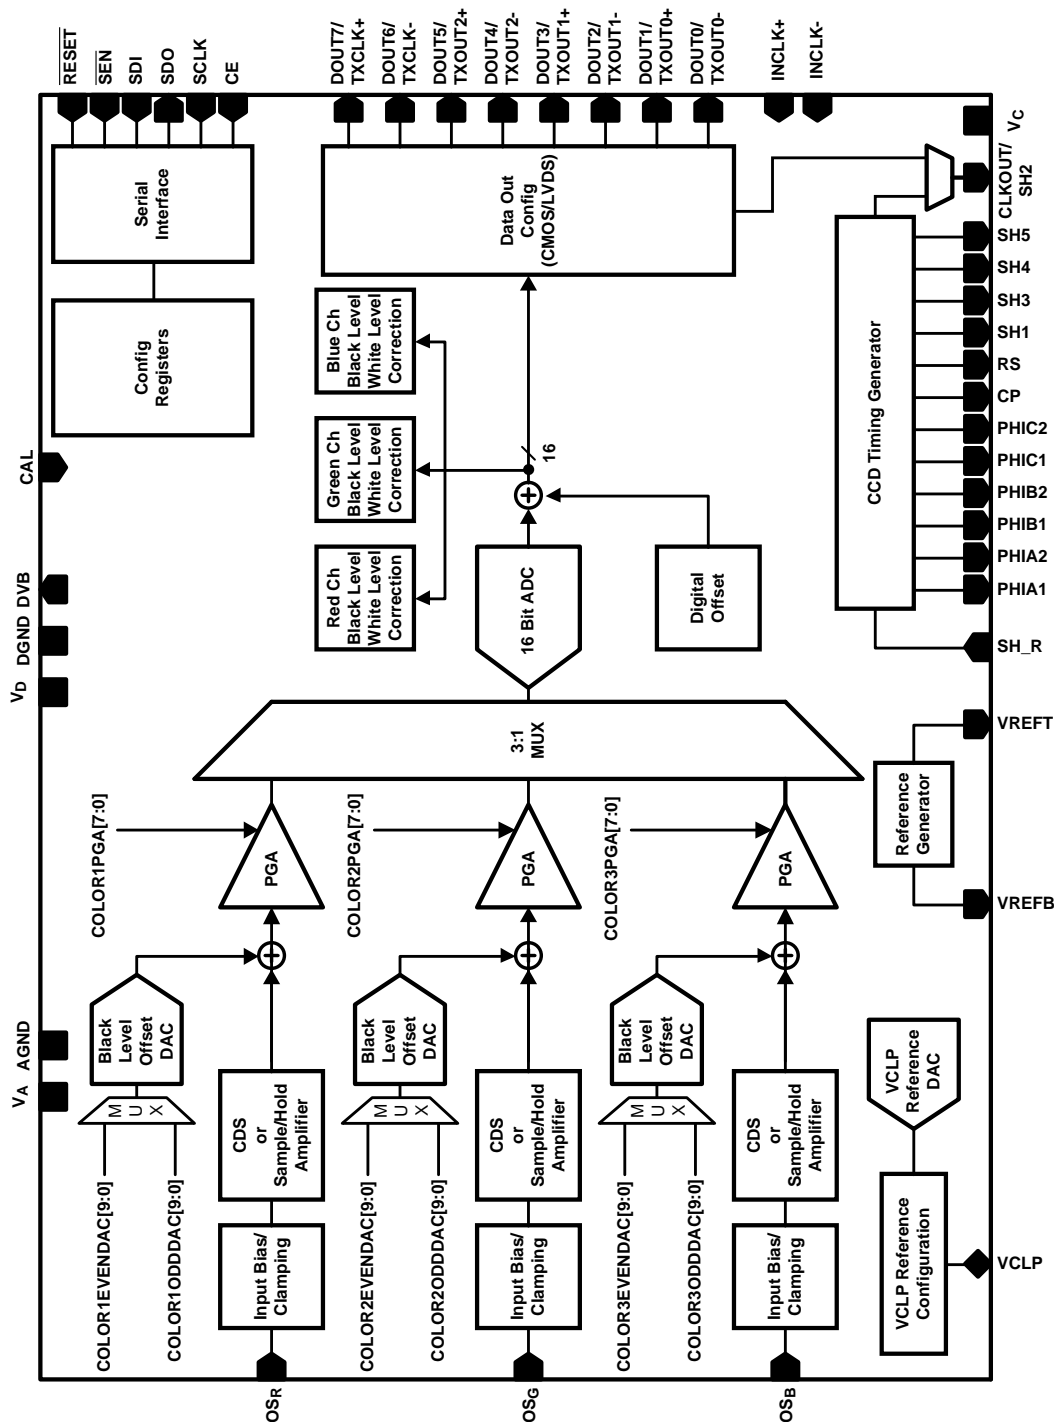 VA
AGND
VD
DGND
DVB
CAL
COLOR1EVENDAC[9:0]
COLOR1ODDDAC[9:0]
M
U
X
Black
Level
Offset
DAC
COLOR1PGA[7:0]
OSR
Input Bias/
Clamping
CDS
or
Sample/Hold
Amplifier
PGA
COLOR2EVENDAC[9:0]
COLOR2ODDDAC[9:0]
M
U
X
Black
Level
Offset
DAC
COLOR2PGA[7:0]
OSG
Input Bias/
Clamping
CDS
or
Sample/Hold
Amplifier
PGA
COLOR3EVENDAC[9:0]
COLOR3ODDDAC[9:0]
M
U
X
Black
Level
Offset
DAC
COLOR3PGA[7:0]
OSB
Input Bias/
Clamping
CDS
or
Sample/Hold
Amplifier
PGA
3:1
MUX
16 Bit ADC
Digital
Offset
16
Red Ch
Black Level
White Level
Correction
Green Ch
Black Level
White Level
Correction
Blue Ch
Black Level
White Level
Correction
Config
Registers
Serial
Interface
RESET
SEN
SDI
SDO
SCLK
CE
Data Out
Config
(CMOS/LVDS)
DOUT7/
TXCLK+
DOUT6/
TXCLK-
DOUT5/
TXOUT2+
DOUT4/
TXOUT2-
DOUT3/
TXOUT1+
DOUT2/
TXOUT1-
DOUT1/
TXOUT0+
DOUT0/
TXOUT0-
INCLK+
INCLK-
VCLP Reference
Configuration
VCLP
Reference
DAC
Reference
Generator
CCD Timing Generator
VCLP
VREFB
VREFT
SH_R
PHIA1
PHIA2
PHIB1
PHIB2
PHIC1
PHIC2
CP
RS
SH1
SH3
SH4
SH5
CLKOUT/
SH2
VC